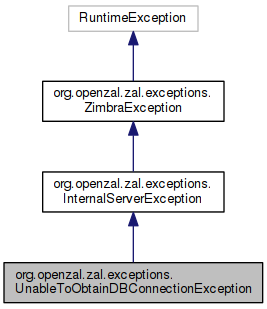 RuntimeException
org.openzal.zal.exceptions.
ZimbraException
org.openzal.zal.exceptions.
InternalServerException
org.openzal.zal.exceptions.
UnableToObtainDBConnectionException